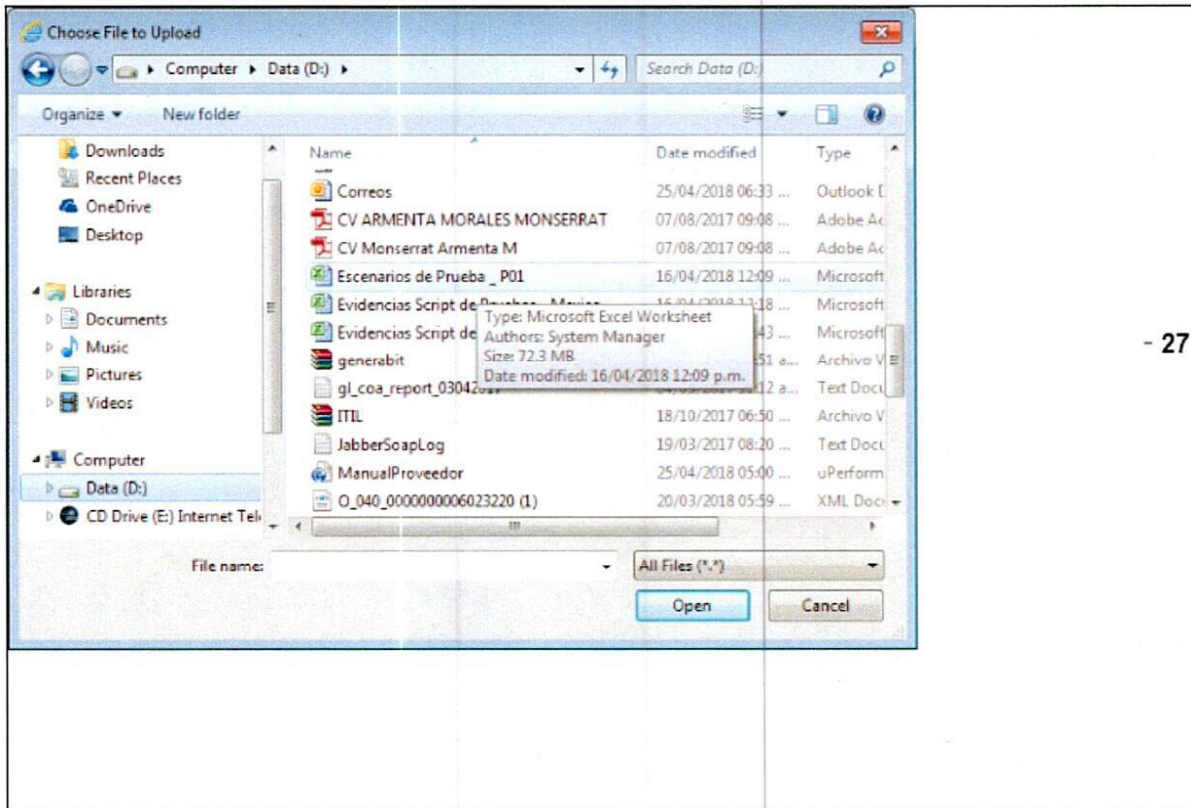 Choose File to Upload
Computer Data (D:)
Search Data (D:)
Organize New folder
Downloads
Recent Places
OneDrive
Desktop
Libraries
Documents
Music
Pictures
Videos
Computer
Data (D:)
CD Drive (E:) Internet Tel
Name Date modified Type
Correos 25/04/2018 06:33 ... Outlook
CV ARMENTA MORALES MONSERRAT 07/08/2017 09:08 ... Adobe Ac
CV Monserrat Armenta M 07/08/2017 09:08 ... Adobe Ac
Escenarios de Prueba _ P01 16/04/2018 12:09 ... Microsoft
Evidencias Script de Microsoft
Evidencias Script de 43 ... Microsoft
generabit 51 a... Archivo V
gl_coa_report_0304 12 a... Text Docu
ITIL 18/10/2017 06:50 ... Archivo V
JabberSoapLog 19/03/2017 08:20 ... Text Docu
ManualProveedor 25/04/2018 05:00 ... uPerform
O_040_0000000006023220 (1) 20/03/2018 05:59 ... XML Doc
Type: Microsoft Excel Worksheet
Authors: System Manager
Size: 72.3 MB
Date modified: 16/04/2018 12:09 p.m.
File name:
All Files (*.*)
Open Cancel
- 27